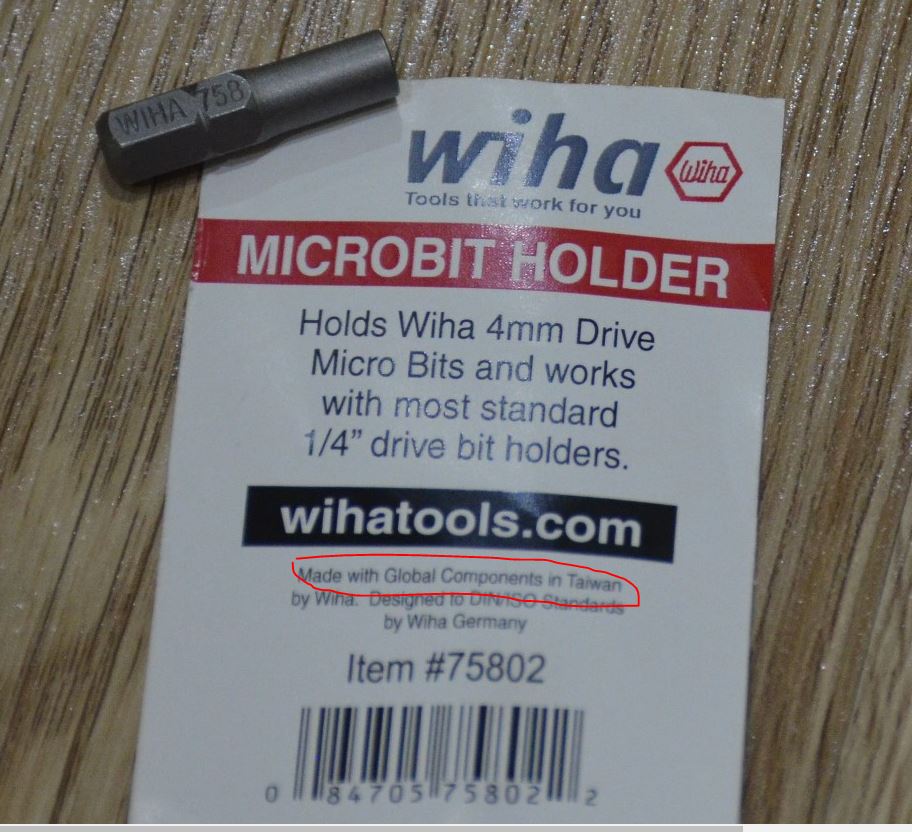 WIHA 758
wiha
Wiha
Tools that work for you
MICROBIT HOLDER
Holds Wiha 4mm Drive
Micro Bits and works
with most standard
1/4” drive bit holders.
wihatools.com
Made with Global Components in Taiwan
by Wiha. Designed to DIN/ISO Standards
by Wiha Germany
Item #75802
0 84705 75802 2